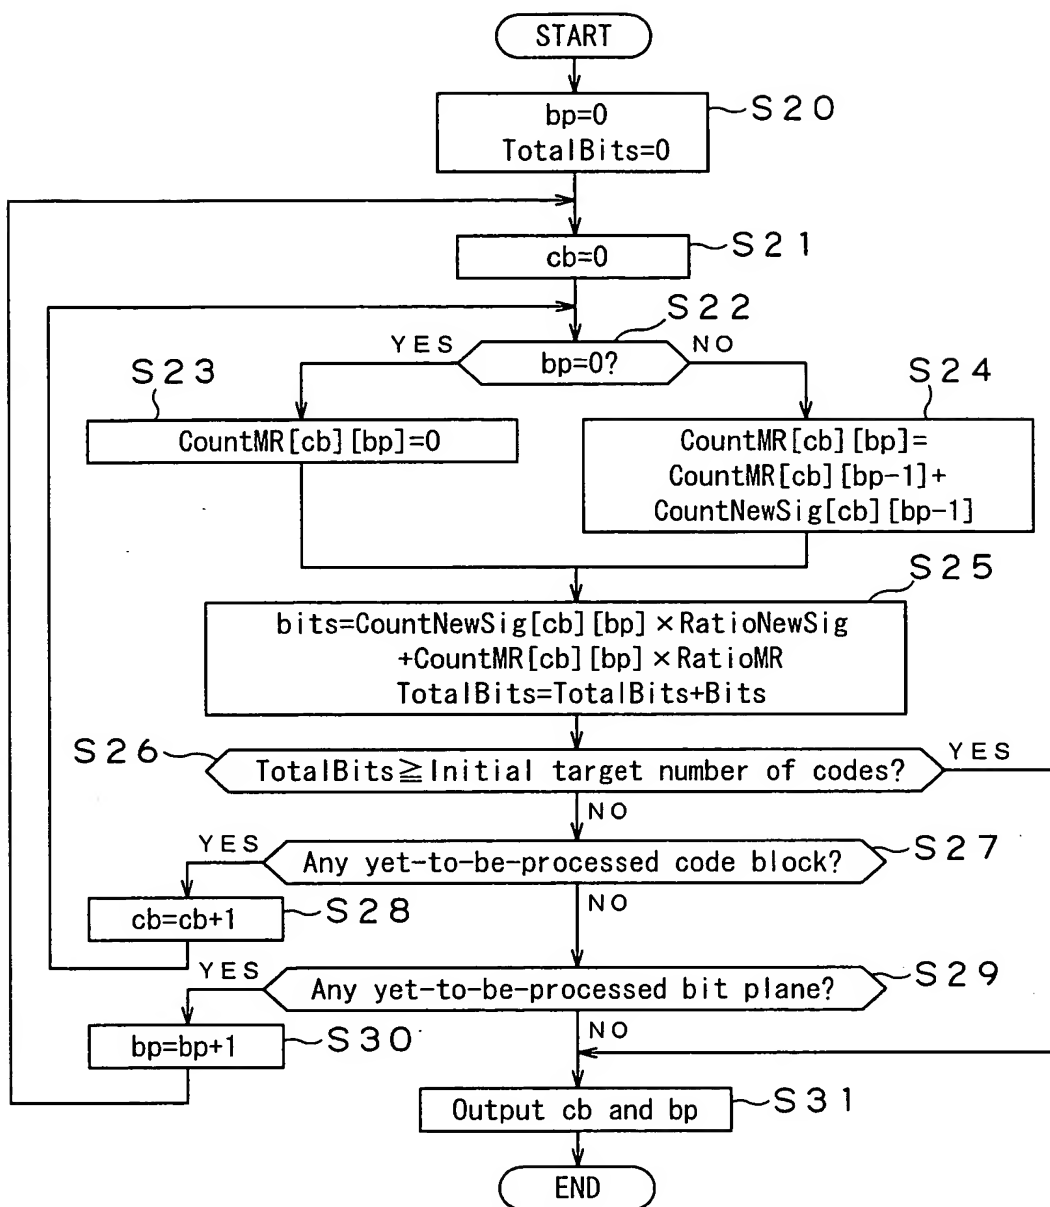 START
bp=0
TotalBits=0
S20
cb=0
S21
S22
YES
bp=0?
NO
S23
CountMR[cb][bp]=0
S24
CountMR[cb][bp]=
CountMR[cb][bp-1]+
CountNewSig[cb][bp-1]
S25
bits=CountNewSig[cb][bp]×RatioNewSig
+CountMR[cb][bp]×RatioMR
TotalBits=TotalBits+Bits
S26
TotalBits≧Initial target number of codes?
YES
NO
YES
Any yet-to-be-processed code block?
S27
NO
cb=cb+1
S28
YES
Any yet-to-be-processed bit plane?
S29
NO
bp=bp+1
S30
Output cb and bp
S31
END